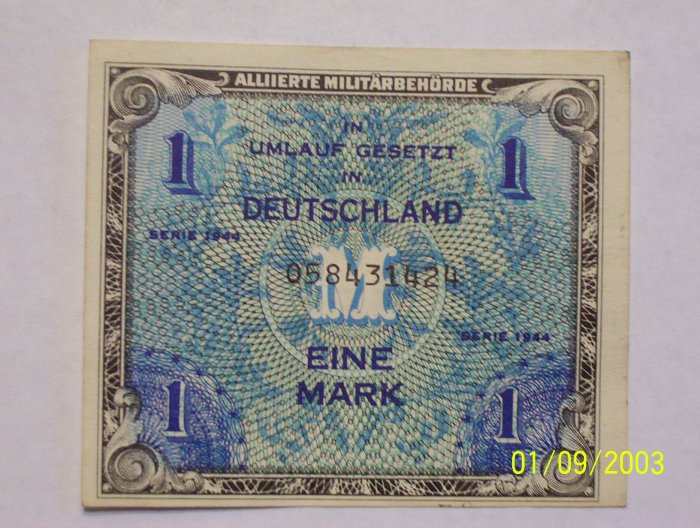 ALLIIERTE MILITÄRBEHÖRDE
1 1
IN
UMLAUF GESETZT
IN
DEUTSCHLAND
SERIE 1944
M
058431424
SERIE 1944
EINE
MARK
1 1
01/09/2003